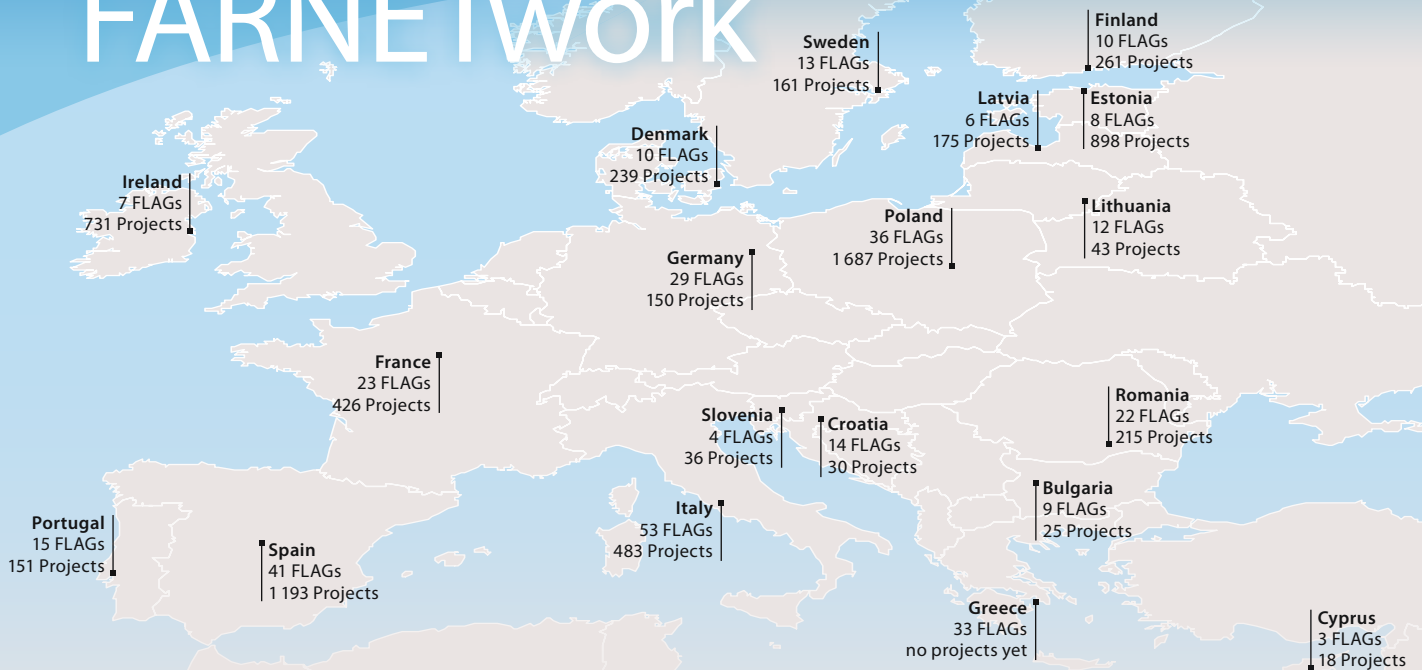 FARNETwork
Finland
10 FLAGs
261 Projects
Sweden
13 FLAGs
161 Projects
Latvia
6 FLAGs
175 Projects
Estonia
8 FLAGs
898 Projects
Denmark
10 FLAGs
239 Projects
Ireland
7 FLAGs
731 Projects
Lithuania
12 FLAGs
43 Projects
Poland
36 FLAGs
1 687 Projects
Germany
29 FLAGs
150 Projects
France
23 FLAGs
426 Projects
Romania
22 FLAGs
215 Projects
Slovenia
4 FLAGs
36 Projects
Croatia
14 FLAGs
30 Projects
Bulgaria
9 FLAGs
25 Projects
Italy
53 FLAGs
483 Projects
Portugal
15 FLAGs
151 Projects
Spain
41 FLAGs
1 193 Projects
Greece
33 FLAGs
no projects yet
Cyprus
3 FLAGs
18 Projects